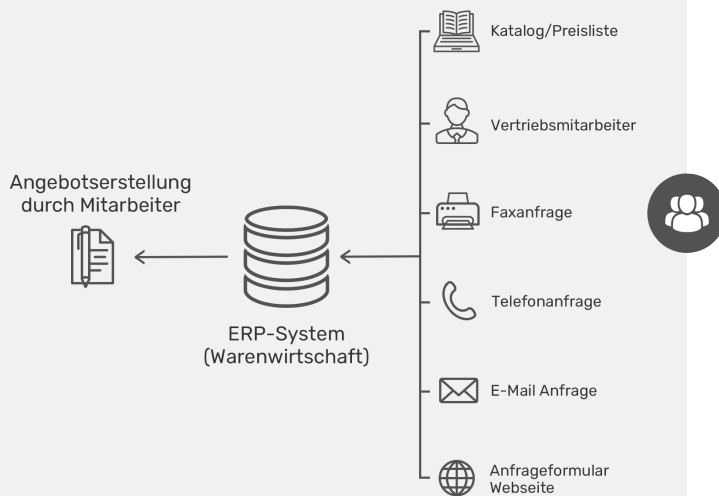 Katalog/Preisliste
Vertriebsmitarbeiter
Angebotserstellung
durch Mitarbeiter
Faxanfrage
Telefonanfrage
ERP-System
(Warenwirtschaft)
E-Mail Anfrage
Anfrageformular
Webseite